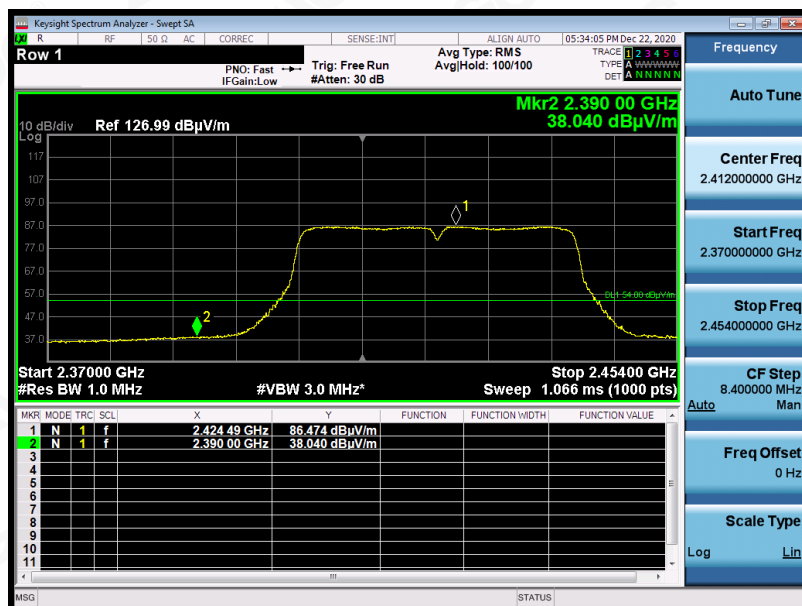 Keysight Spectrum Analyzer - Swept SA
R RF 50 Ω AC CORREC SENSE:INT ALIGN AUTO 05:34:05 PM Dec 22, 2020
Row 1
PNO: Fast
IFGain:Low
Trig: Free Run
#Atten: 30 dB
Avg Type: RMS
Avg|Hold: 100/100
TRACE 1 2 3 4 5 6
TYPE A WWWWW
DET A N N N N N
Mkr2 2.390 00 GHz
38.040 dBµV/m
10 dB/div Ref 126.99 dBµV/m
Log
117
107
97.0
87.0
77.0
67.0
57.0
47.0
37.0
1
2
DL1 54.00 dBµV/m
Start 2.37000 GHz Stop 2.45400 GHz
#Res BW 1.0 MHz #VBW 3.0 MHz* Sweep 1.066 ms (1000 pts)
MKR MODE TRC SCL X Y FUNCTION FUNCTION WIDTH FUNCTION VALUE
1 N 1 f 2.424 49 GHz 86.474 dBµV/m
2 N 1 f 2.390 00 GHz 38.040 dBµV/m
3
4
5
6
7
8
9
10
11
MSG STATUS
Frequency
Auto Tune
Center Freq
2.412000000 GHz
Start Freq
2.370000000 GHz
Stop Freq
2.454000000 GHz
CF Step
8.400000 MHz
Auto Man
Freq Offset
0 Hz
Scale Type
Log Lin